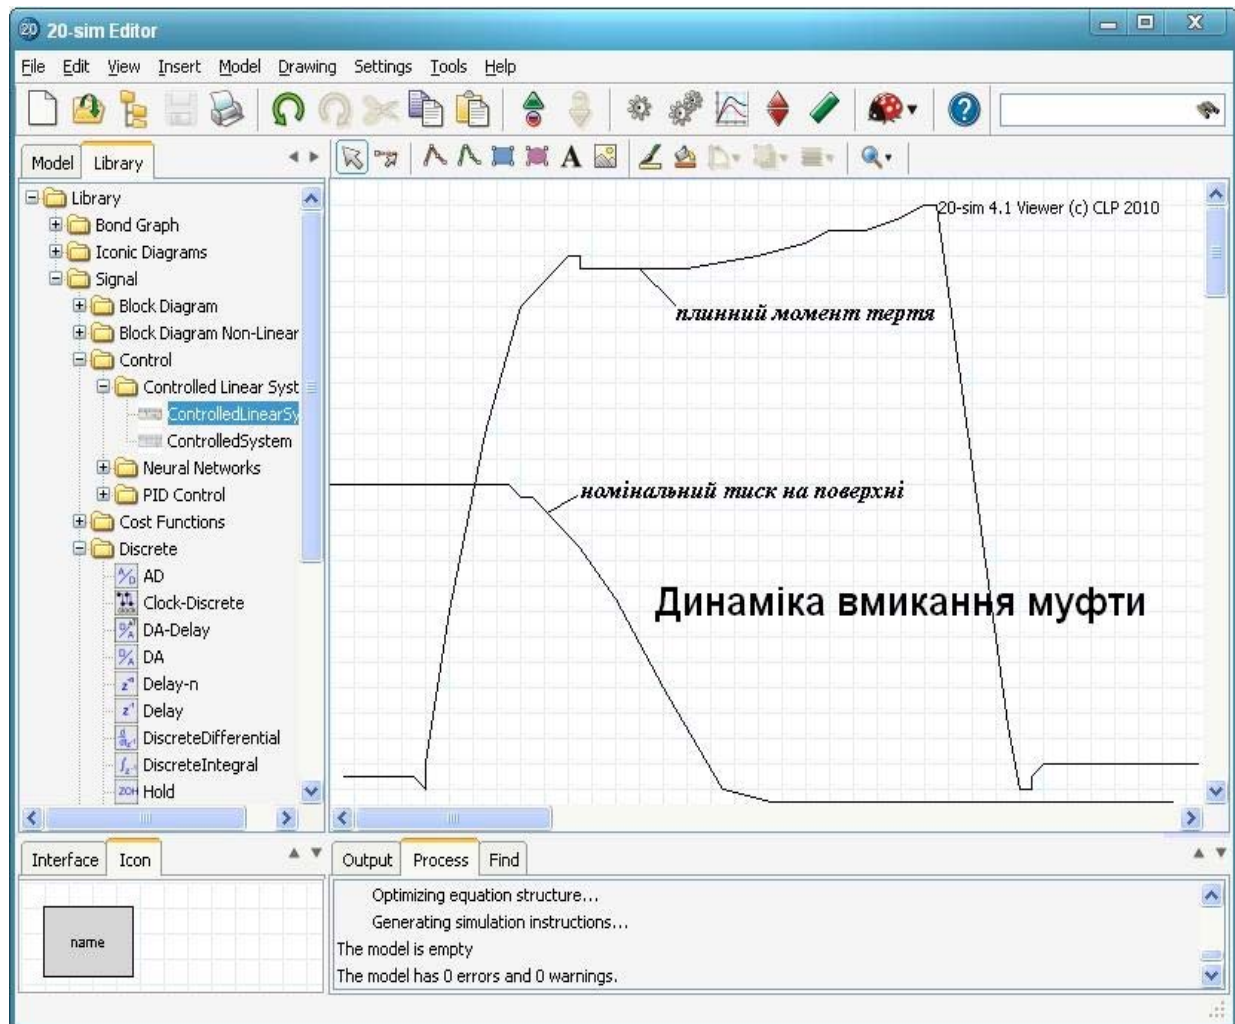 20-sim Editor
File Edit View Insert Model Drawing Settings Tools Help
Model Library
Library
Bond Graph
Iconic Diagrams
Signal
Block Diagram
Block Diagram Non-Linear
Control
Controlled Linear Syst
ControlledLinearSy
ControlledSystem
Neural Networks
PID Control
Cost Functions
Discrete
AD
Clock-Discrete
DA-Delay
DA
Delay-n
Delay
DiscreteDifferential
DiscreteIntegral
ZOH Hold
20-sim 4.1 Viewer (c) CLP 2010
плинний момент тертя
номінальний тиск на поверхні
Динаміка вмикання муфти
Interface Icon
name
Output Process Find
Optimizing equation structure...
Generating simulation instructions...
The model is empty
The model has 0 errors and 0 warnings.